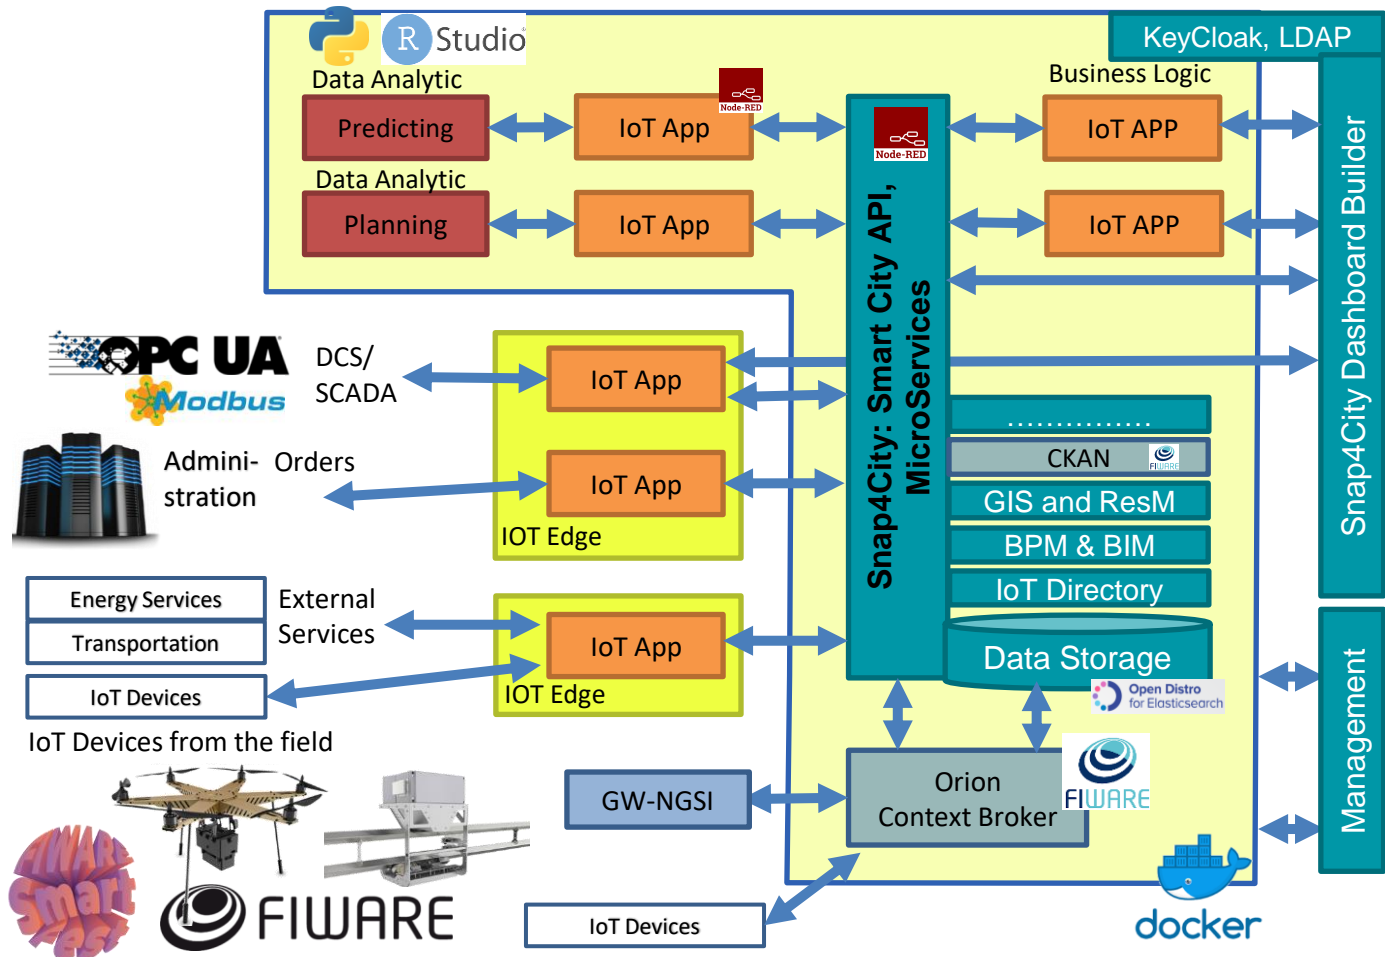 R Studio
KeyCloak, LDAP
Data Analytic
Business Logic
Predicting
IoT App
Node-RED
Node-RED
IoT APP
Data Analytic
Planning
IoT App
IoT APP
Snap4City: Smart City API,
MicroServices
Snap4City Dashboard Builder
OPC UA
Modbus
DCS/
SCADA
IoT App
Admini-
stration
Orders
IoT App
IOT Edge
...............
CKAN
FIWARE
GIS and ResM
BPM & BIM
IoT Directory
Data Storage
Open Distro
for Elasticsearch
Energy Services
Transportation
External
Services
IoT App
IoT Devices
IOT Edge
IoT Devices from the field
Management
GW-NGSI
Orion
Context Broker
FIWARE
FIWARE
Smart
Fest
FIWARE
IoT Devices
docker